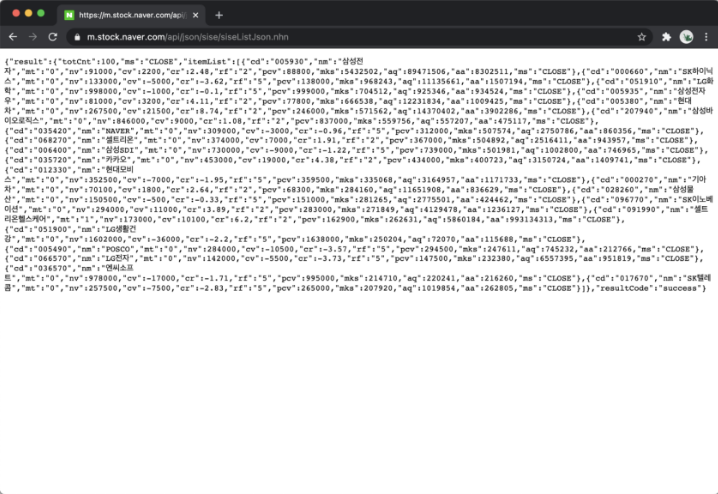 https://m.stock.naver.com/api/j
m.stock.naver.com/api/json/sise/siseListJson.nhn
{"result":{"totCnt":100,"ms":"CLOSE","itemList":[{"cd":"005930","nm":"삼성전
자","mt":"0","nv":91000,"cv":2200,"cr":2.48,"rf":"2","pcv":88800,"mks":5432502,"aq":89471506,"aa":8302511,"ms":"CLOSE"},{"cd":"000660","nm":"SK하이닉
스","mt":"0","nv":133000,"cv":-5000,"cr":-3.62,"rf":"5","pcv":138000,"mks":968243,"aq":11135661,"aa":1507194,"ms":"CLOSE"},{"cd":"051910","nm":"LG화
학","mt":"0","nv":998000,"cv":-1000,"cr":-0.1,"rf":"5","pcv":999000,"mks":704512,"aq":925346,"aa":934524,"ms":"CLOSE"},{"cd":"005935","nm":"삼성전자
우","mt":"0","nv":81000,"cv":3200,"cr":4.11,"rf":"2","pcv":77800,"mks":666538,"aq":12231834,"aa":1009425,"ms":"CLOSE"},{"cd":"005380","nm":"현대
차","mt":"0","nv":267500,"cv":21500,"cr":8.74,"rf":"2","pcv":246000,"mks":571562,"aq":14370402,"aa":3902286,"ms":"CLOSE"},{"cd":"207940","nm":"삼성바
이오로직스","mt":"0","nv":846000,"cv":9000,"cr":1.08,"rf":"2","pcv":837000,"mks":559756,"aq":557207,"aa":475117,"ms":"CLOSE"},
{"cd":"035420","nm":"NAVER","mt":"0","nv":309000,"cv":-3000,"cr":-0.96,"rf":"5","pcv":312000,"mks":507574,"aq":2750786,"aa":860356,"ms":"CLOSE"},
{"cd":"068270","nm":"셀트리온","mt":"0","nv":374000,"cv":7000,"cr":1.91,"rf":"2","pcv":367000,"mks":504892,"aq":2516411,"aa":943957,"ms":"CLOSE"},
{"cd":"006400","nm":"삼성SDI","mt":"0","nv":730000,"cv":-9000,"cr":-1.22,"rf":"5","pcv":739000,"mks":501981,"aq":1002800,"aa":746965,"ms":"CLOSE"},
{"cd":"035720","nm":"카카오","mt":"0","nv":453000,"cv":19000,"cr":4.38,"rf":"2","pcv":434000,"mks":400723,"aq":3150724,"aa":1409741,"ms":"CLOSE"},
{"cd":"012330","nm":"현대모비
스","mt":"0","nv":352500,"cv":-7000,"cr":-1.95,"rf":"5","pcv":359500,"mks":335068,"aq":3164957,"aa":1171733,"ms":"CLOSE"},{"cd":"000270","nm":"기아
차","mt":"0","nv":70100,"cv":1800,"cr":2.64,"rf":"2","pcv":68300,"mks":284160,"aq":11651908,"aa":836629,"ms":"CLOSE"},{"cd":"028260","nm":"삼성물
산","mt":"0","nv":150500,"cv":-500,"cr":-0.33,"rf":"5","pcv":151000,"mks":281265,"aq":2775501,"aa":424462,"ms":"CLOSE"},{"cd":"096770","nm":"SK이노베
이션","mt":"0","nv":294000,"cv":11000,"cr":3.89,"rf":"2","pcv":283000,"mks":271849,"aq":4129478,"aa":1236127,"ms":"CLOSE"},{"cd":"091990","nm":"셀트
리온헬스케어","mt":"1","nv":173000,"cv":10100,"cr":6.2,"rf":"2","pcv":162900,"mks":262631,"aq":5860184,"aa":993134313,"ms":"CLOSE"},
{"cd":"051900","nm":"LG생활건
강","mt":"0","nv":1602000,"cv":-36000,"cr":-2.2,"rf":"5","pcv":1638000,"mks":250204,"aq":72070,"aa":115688,"ms":"CLOSE"},
{"cd":"005490","nm":"POSCO","mt":"0","nv":284000,"cv":-10500,"cr":-3.57,"rf":"5","pcv":294500,"mks":247611,"aq":745232,"aa":212766,"ms":"CLOSE"},
{"cd":"066570","nm":"LG전자","mt":"0","nv":142000,"cv":-5500,"cr":-3.73,"rf":"5","pcv":147500,"mks":232380,"aq":6557395,"aa":951819,"ms":"CLOSE"},
{"cd":"036570","nm":"엔씨소프
트","mt":"0","nv":978000,"cv":-17000,"cr":-1.71,"rf":"5","pcv":995000,"mks":214710,"aq":220241,"aa":216260,"ms":"CLOSE"},{"cd":"017670","nm":"SK텔레
콤","mt":"0","nv":257500,"cv":-7500,"cr":-2.83,"rf":"5","pcv":265000,"mks":207920,"aq":1019854,"aa":262805,"ms":"CLOSE"}]},"resultCode":"success"}